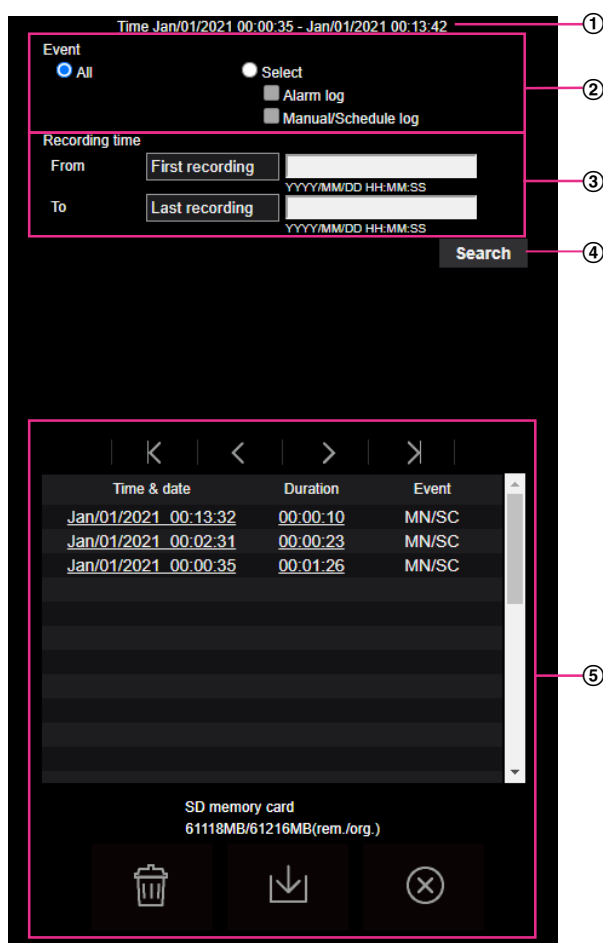 Time Jan/01/2021 00:00:35 - Jan/01/2021 00:13:42 ①
Event
All Select ②
Alarm log
Manual/Schedule log
Recording time
From First recording ③
YYYY/MM/DD HH:MM:SS
To Last recording
YYYY/MM/DD HH:MM:SS
Search ④
Time & date Duration Event
Jan/01/2021 00:13:32 00:00:10 MN/SC
Jan/01/2021 00:02:31 00:00:23 MN/SC
Jan/01/2021 00:00:35 00:01:26 MN/SC
⑤
SD memory card
61118MB/61216MB(rem./org.)